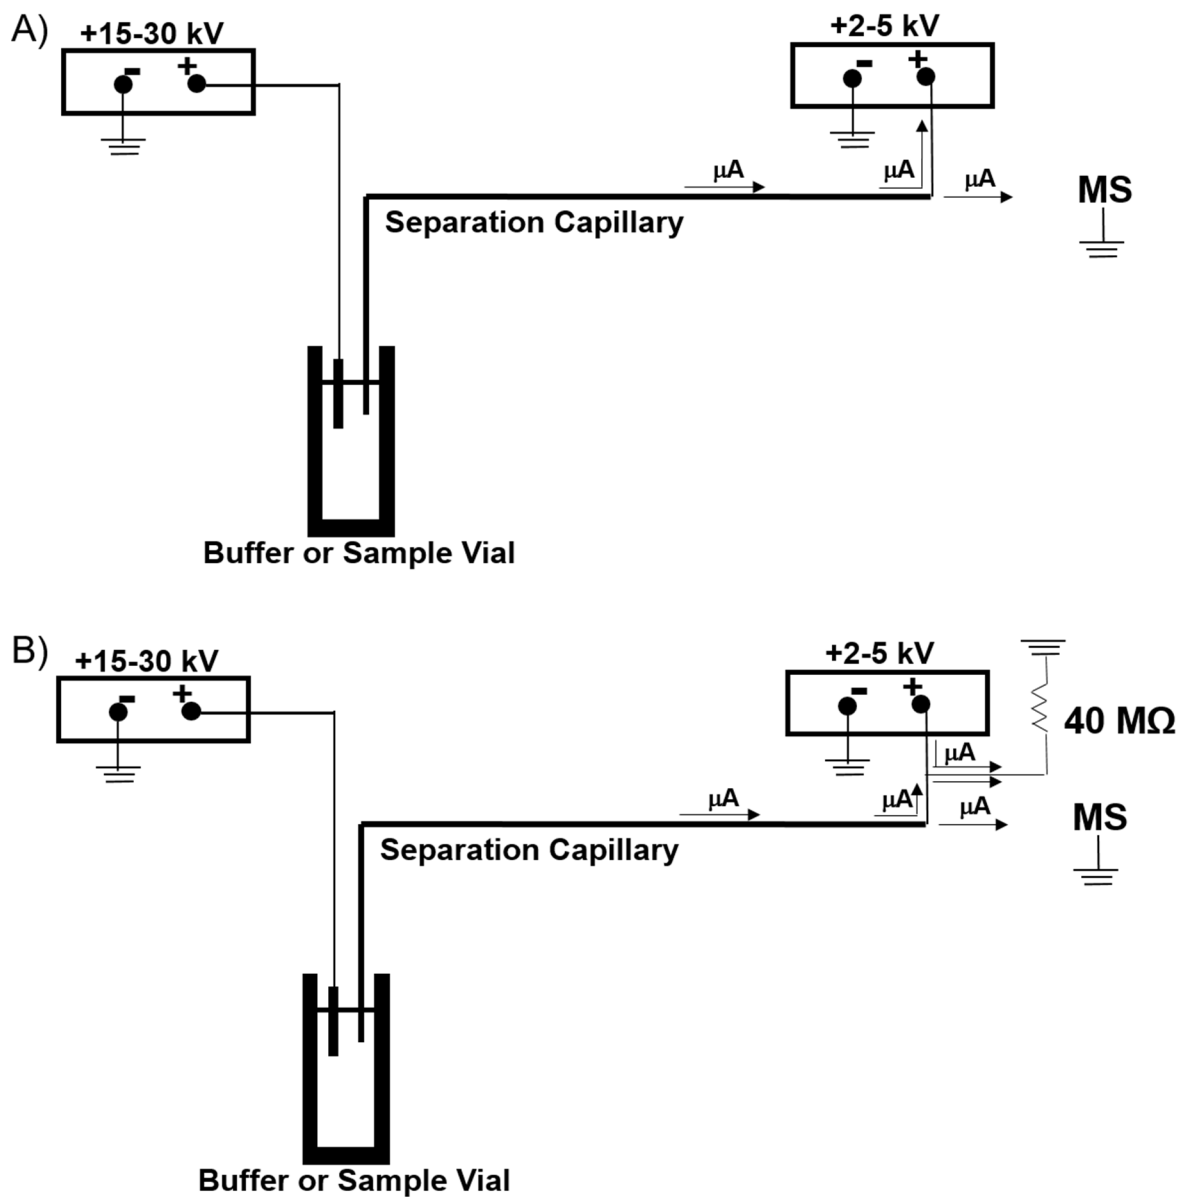 A)
+15-30 kV
- +
+2-5 kV
- +
μA
μA
μA
MS
Separation Capillary
Buffer or Sample Vial
B)
+15-30 kV
- +
+2-5 kV
- +
40 MΩ
μA
μA
μA
μA
MS
Separation Capillary
Buffer or Sample Vial